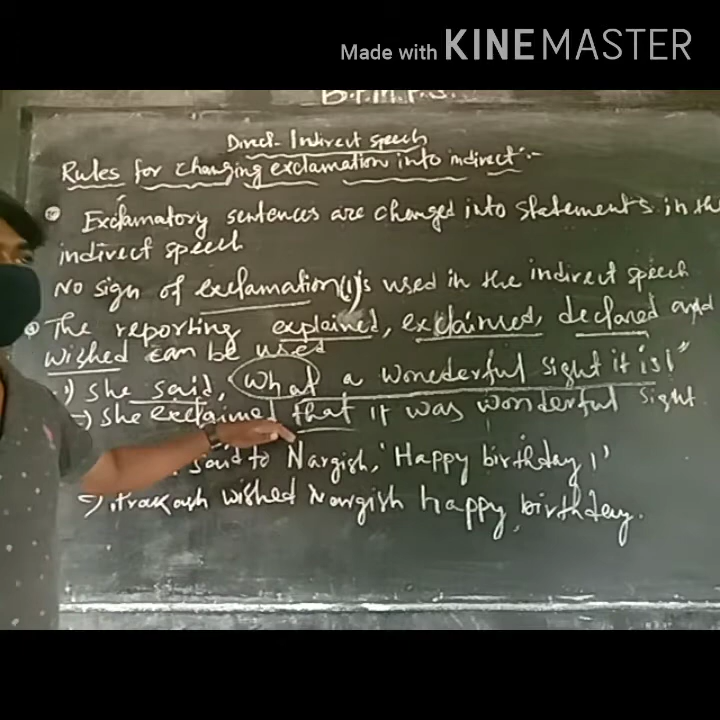 Made with KINEMASTER
B.P.M.P.S.
Direct-Indirect speech
Rules for changing exclamation into indirect :-
Exclamatory sentences are changed into statements in the
indirect speech
No sign of exclamation(!) is used in the indirect speech
The reporting explained, exclaimed, declared and
wished can be used
1) She said, What a wonederful sight it is!"
→ She exclaimed that it was wonderful sight
said to Nargish, 'Happy birthday!'
→ Prakash wished Nargish happy birthday.